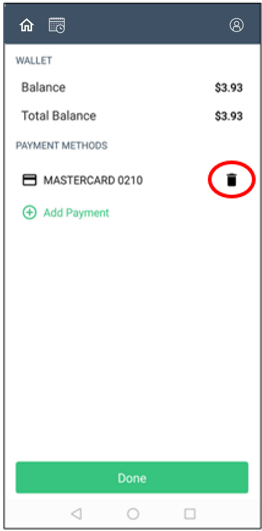 WALLET
Balance $3.93
Total Balance $3.93
PAYMENT METHODS
MASTERCARD 0210
Add Payment
Done